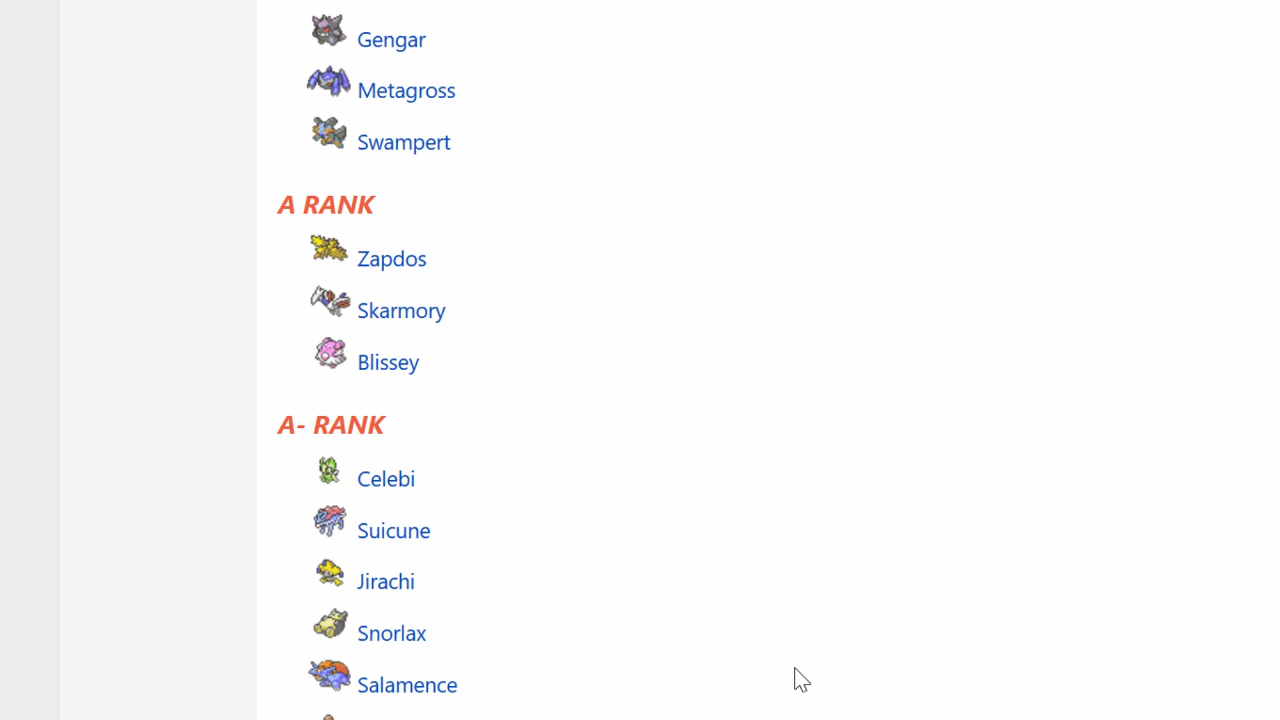 Gengar
Metagross
Swampert
A RANK
Zapdos
Skarmory
Blissey
A- RANK
Celebi
Suicune
Jirachi
Snorlax
Salamence